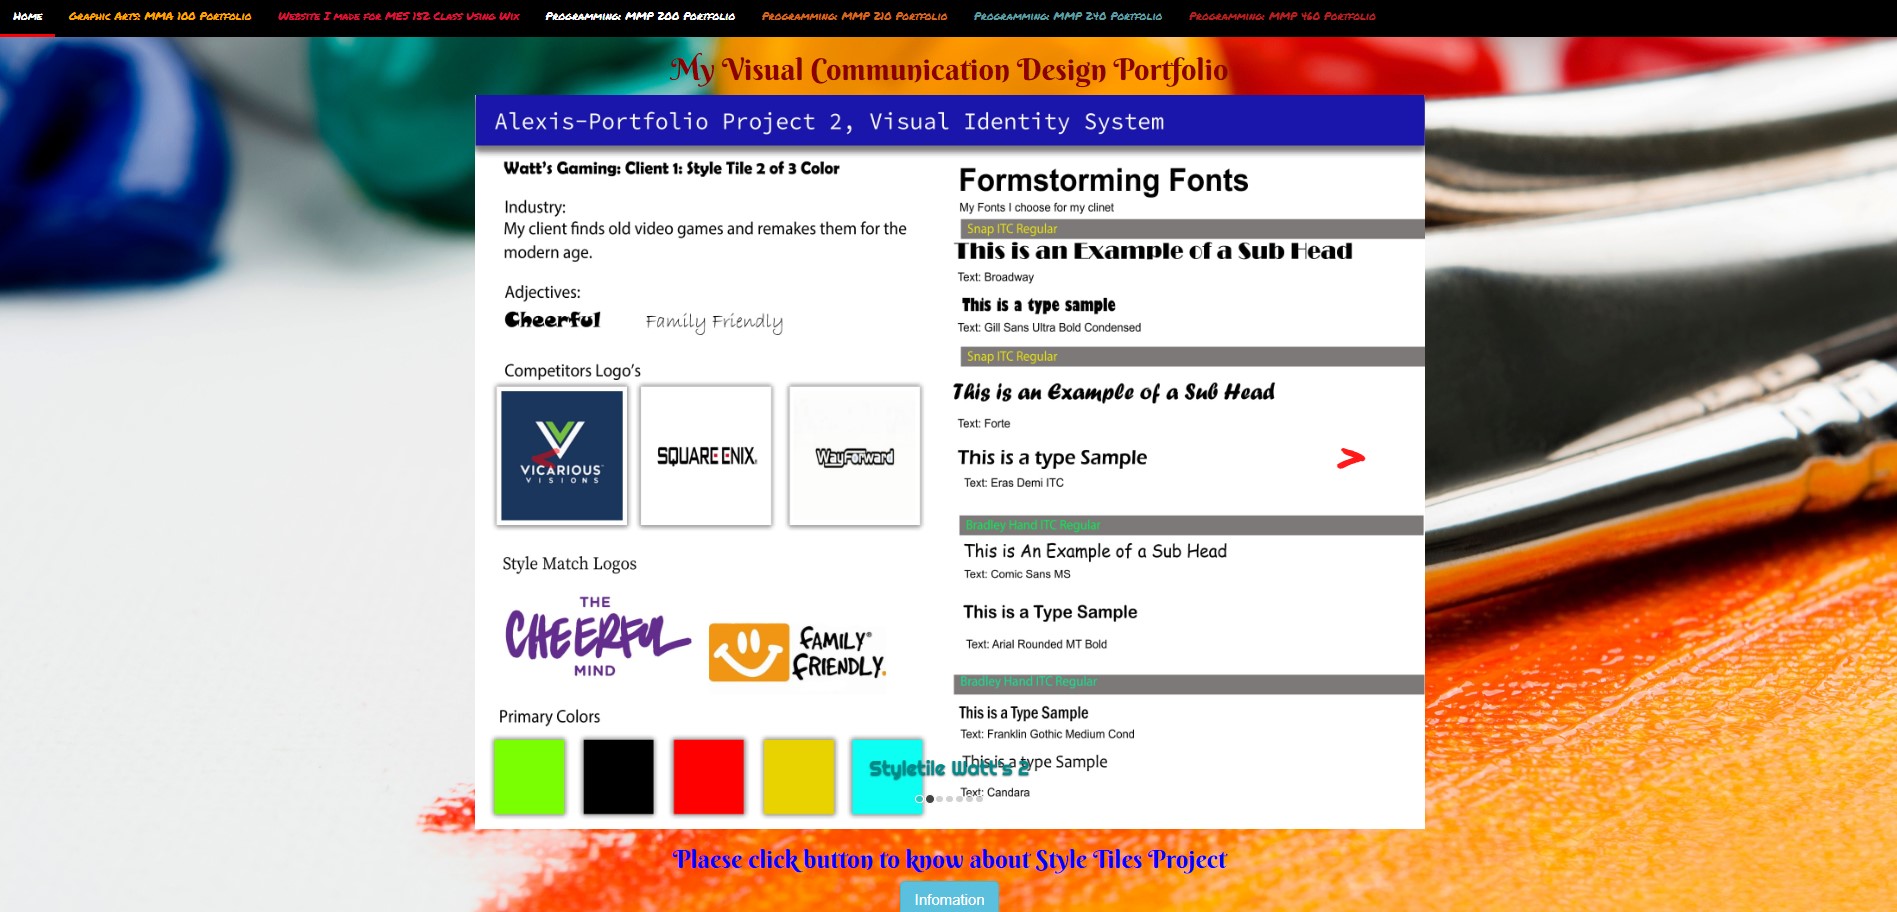 Home Graphic Arts: MMA 100 Portfolio Website I made for MES 152 Class Using Wix Programming: MMP 200 Portfolio Programming: MMP 210 Portfolio Programming: MMP 240 Portfolio Programming: MMP 460 Portfolio
My Visual Communication Design Portfolio
Alexis-Portfolio Project 2, Visual Identity System
Watt's Gaming: Client 1: Style Tile 2 of 3 Color
Industry:
My client finds old video games and remakes them for the
modern age.
Adjectives:
Cheerful Family Friendly
Competitors Logo's
VICARIOUS
VISIONS
SQUARE ENIX.
WayForward
Style Match Logos
THE
CHEERFUL
MIND
FAMILY®
FRIENDLY.
Primary Colors
Formstorming Fonts
My Fonts I choose for my clinet
Snap ITC Regular
This is an Example of a Sub Head
Text: Broadway
This is a type sample
Text: Gill Sans Ultra Bold Condensed
Snap ITC Regular
This is an Example of a Sub Head
Text: Forte
This is a type Sample
Text: Eras Demi ITC
<
>
Bradley Hand ITC Regular
This is An Example of a Sub Head
Text: Comic Sans MS
This is a Type Sample
Text: Arial Rounded MT Bold
Bradley Hand ITC Regular
This is a Type Sample
Text: Franklin Gothic Medium Cond
This is a type Sample
Styletile Watt's 2
Text: Candara
Plaese click button to know about Style Tiles Project
Infomation